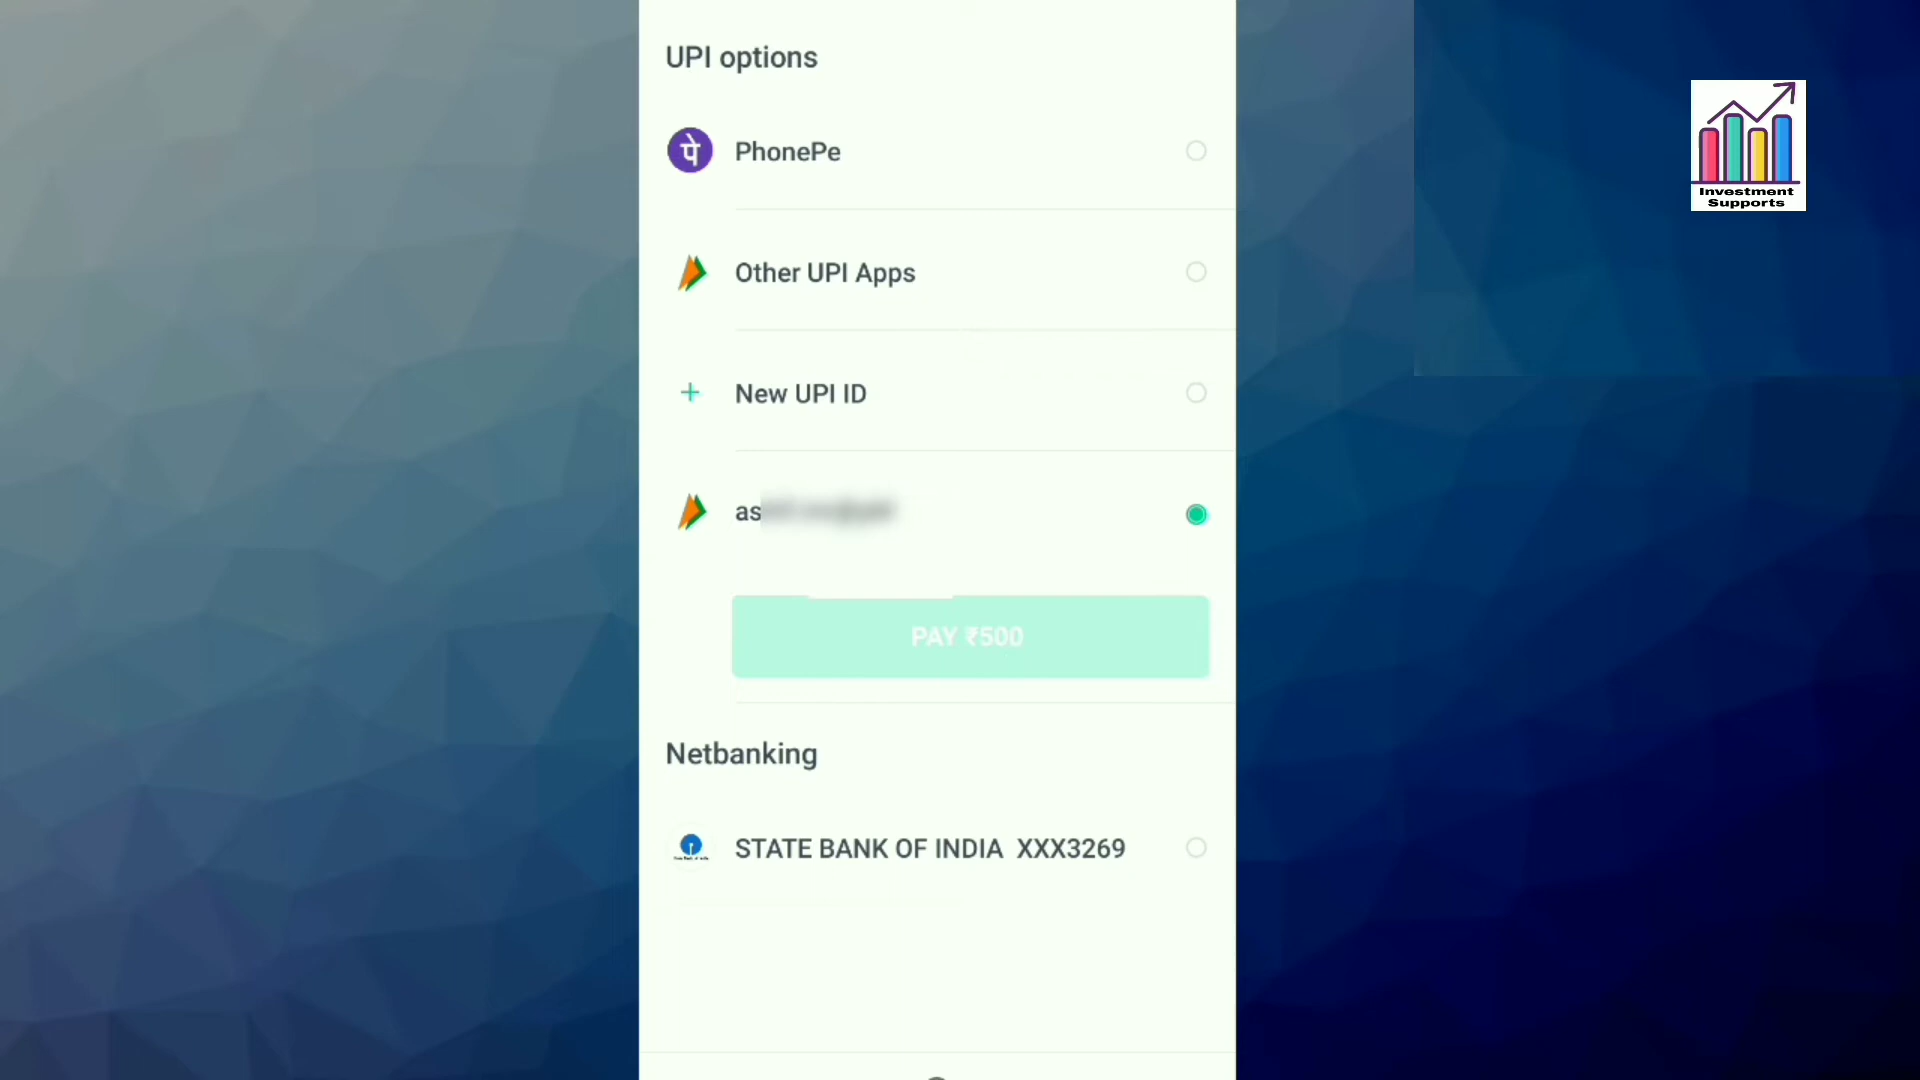 UPI options
पे PhonePe
Other UPI Apps
+ New UPI ID
as
PAY ₹500
Netbanking
STATE BANK OF INDIA XXX3269
Investment
Supports